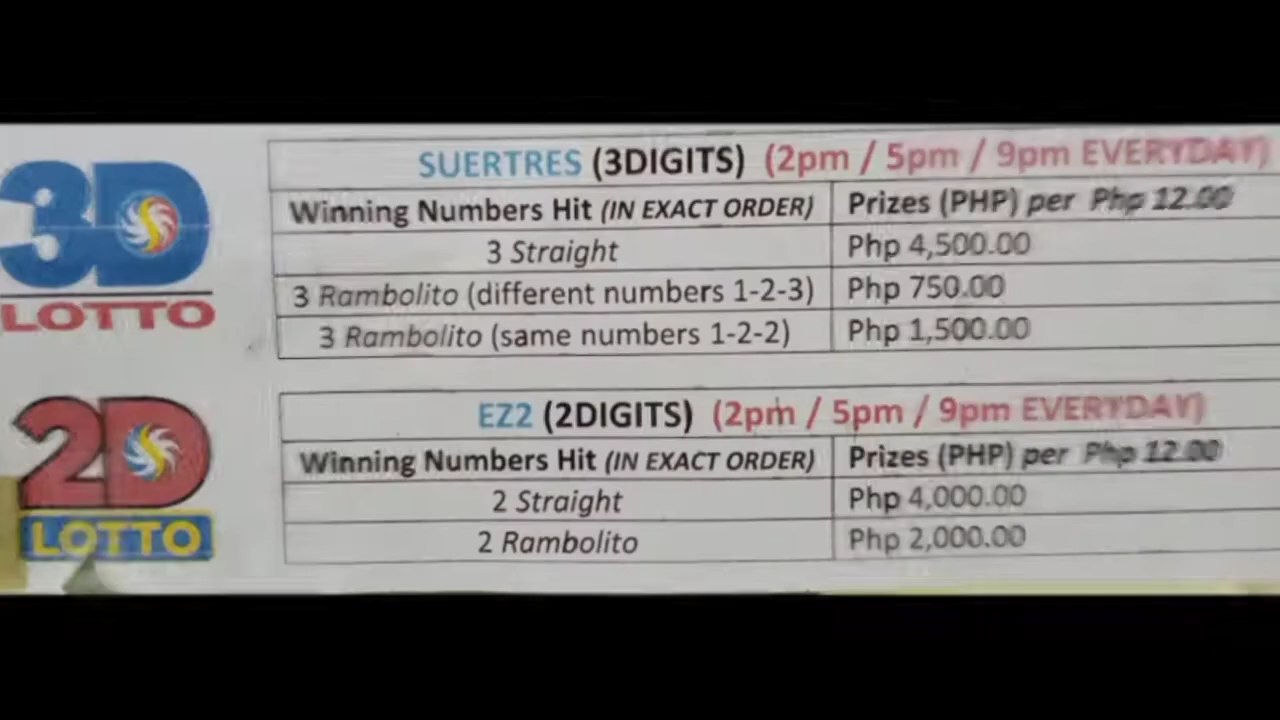 3D
LOTTO
SUERTRES (3DIGITS) (2pm / 5pm / 9pm EVERYDAY)
Winning Numbers Hit (IN EXACT ORDER) Prizes (PHP) per Php 12.00
3 Straight Php 4,500.00
3 Rambolito (different numbers 1-2-3) Php 750.00
3 Rambolito (same numbers 1-2-2) Php 1,500.00
2D
LOTTO
EZ2 (2DIGITS) (2pm / 5pm / 9pm EVERYDAY)
Winning Numbers Hit (IN EXACT ORDER) Prizes (PHP) per Php 12.00
2 Straight Php 4,000.00
2 Rambolito Php 2,000.00